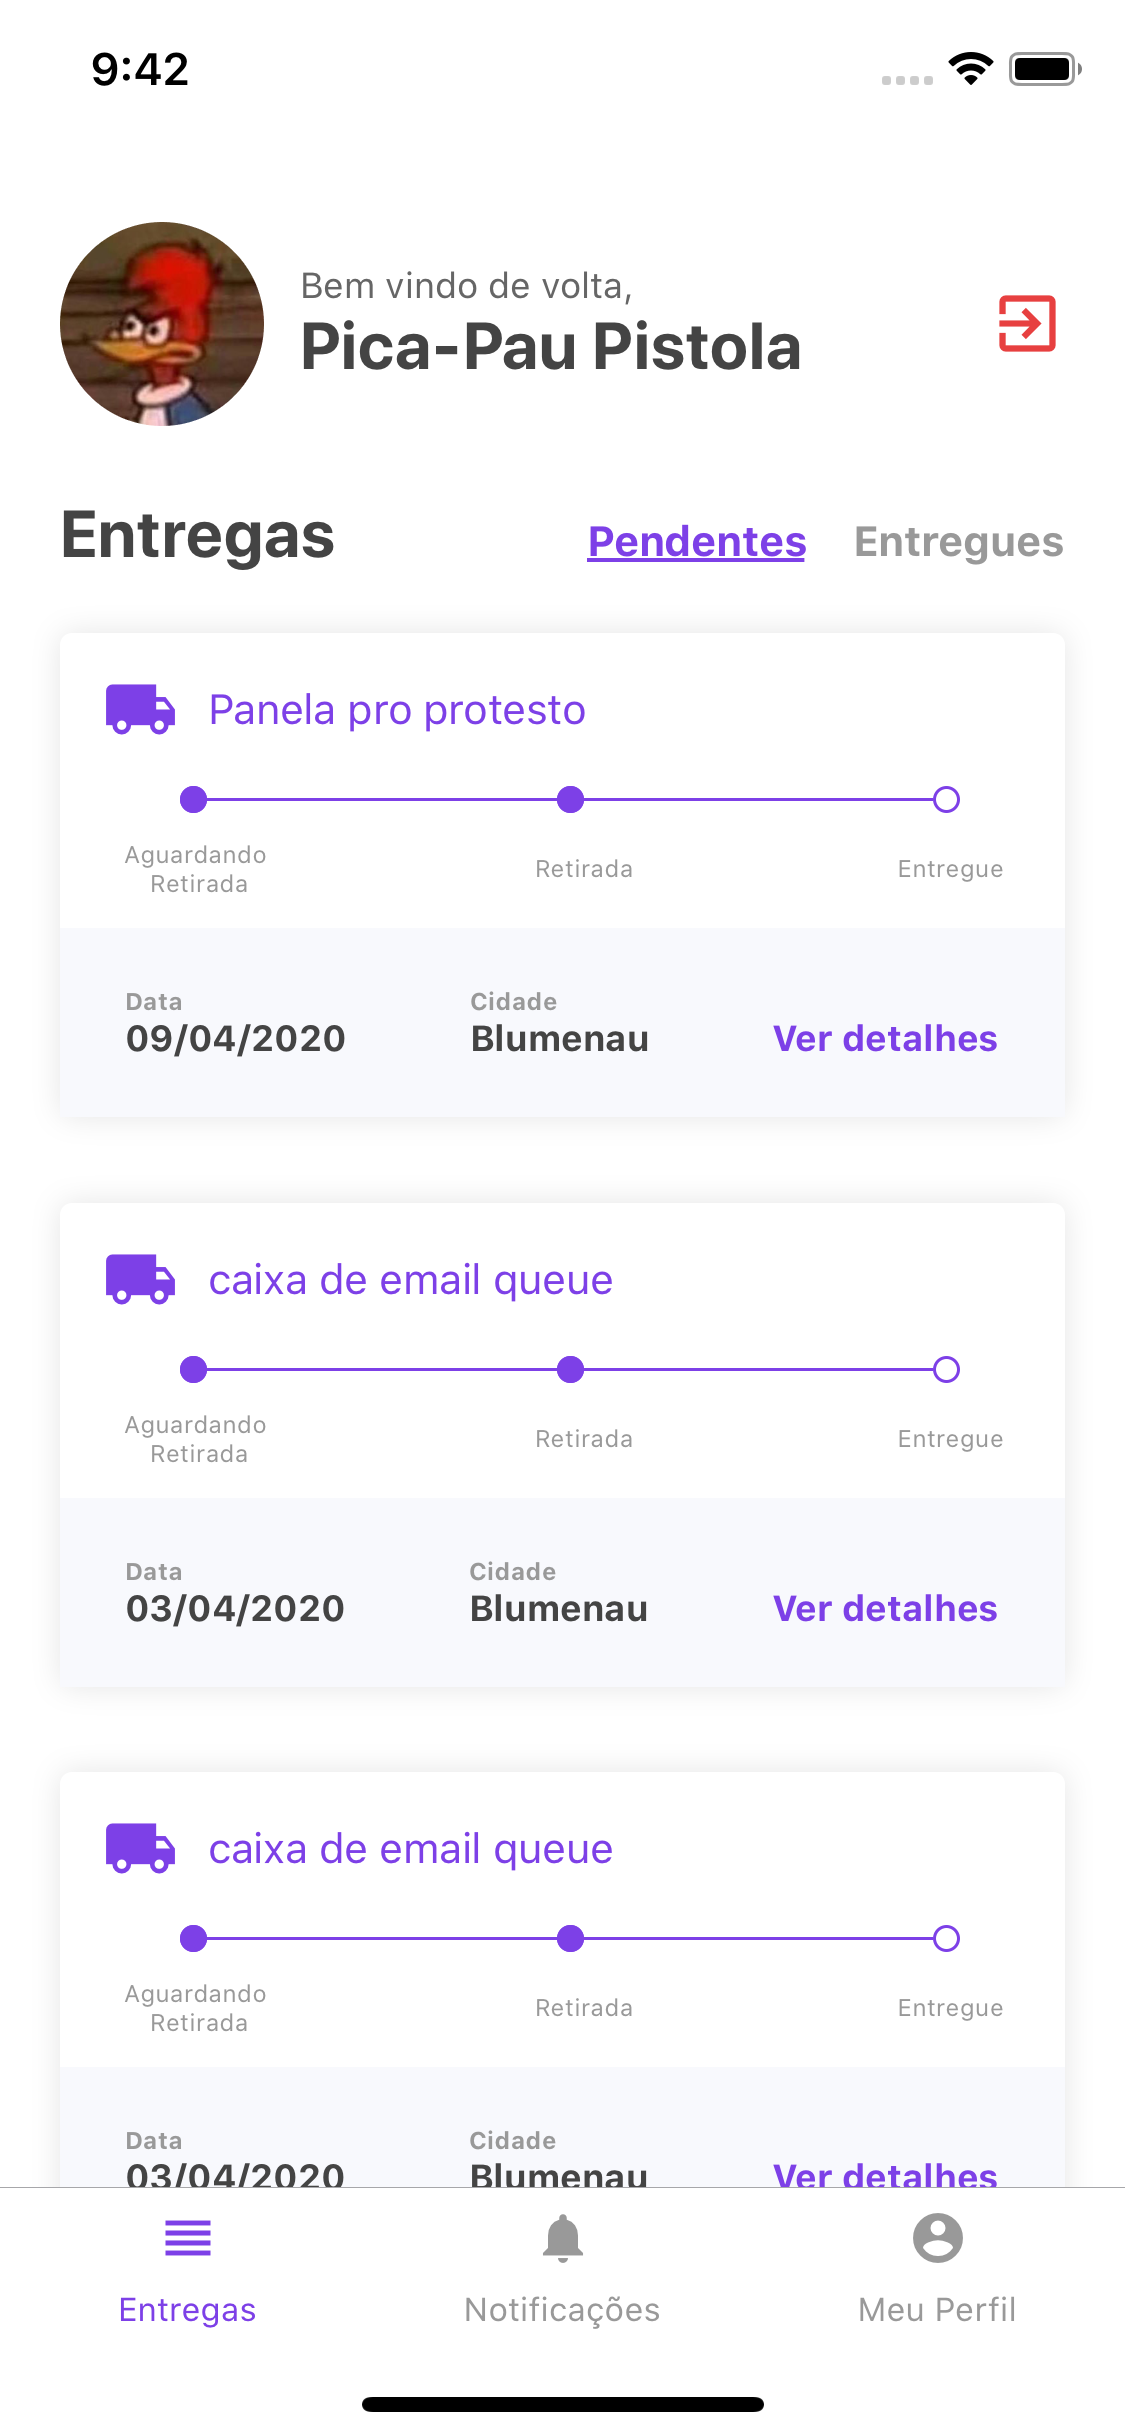 9:42
Bem vindo de volta,
Pica-Pau Pistola
Entregas
Pendentes Entregues
Panela pro protesto
Aguardando
Retirada
Retirada
Entregue
Data
09/04/2020
Cidade
Blumenau
Ver detalhes
caixa de email queue
Aguardando
Retirada
Retirada
Entregue
Data
03/04/2020
Cidade
Blumenau
Ver detalhes
caixa de email queue
Aguardando
Retirada
Retirada
Entregue
Data
03/04/2020
Cidade
Blumenau
Ver detalhes
Entregas
Notificações
Meu Perfil